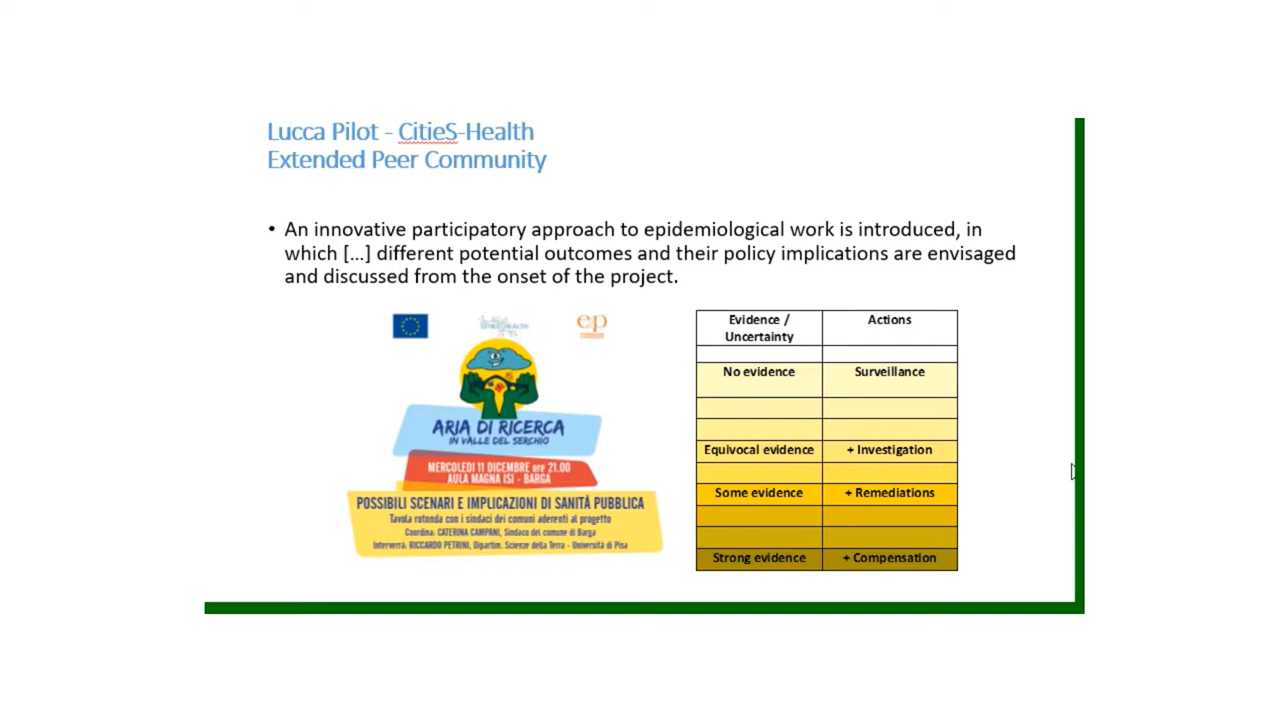 Lucca Pilot - CitieS-Health
Extended Peer Community
• An innovative participatory approach to epidemiological work is introduced, in
which [...] different potential outcomes and their policy implications are envisaged
and discussed from the onset of the project.
CITIES-HEALTH
ep
ARIA DI RICERCA
IN VALLE DEL SERCHIO
MERCOLEDÌ 11 DICEMBRE ore 21.00
AULA MAGNA ISI - BARGA
POSSIBILI SCENARI E IMPLICAZIONI DI SANITÀ PUBBLICA
Tavola rotonda con i sindaci dei comuni aderenti al progetto
Coordina: CATERINA CAMPANI, Sindaco del comune di Barga
Interverrà: RICCARDO PETRINI, Dipartim. Scienze della Terra - Università di Pisa
Evidence / Actions
Uncertainty
No evidence Surveillance
Equivocal evidence + Investigation
Some evidence + Remediations
Strong evidence + Compensation